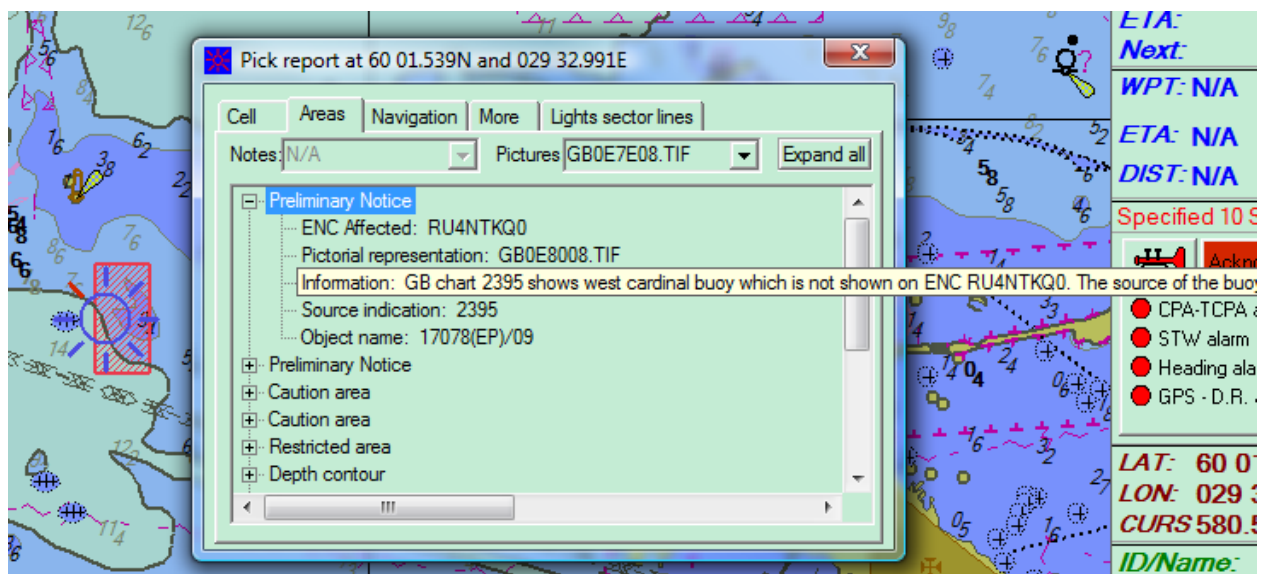 Pick report at 60 01.539N and 029 32.991E
X
Cell Areas Navigation More Lights sector lines
Notes: N/A Pictures GB0E7E08.TIF Expand all
Preliminary Notice
ENC Affected: RU4NTKQ0
Pictorial representation: GB0E8008.TIF
Information: GB chart 2395 shows west cardinal buoy which is not shown on ENC RU4NTKQ0. The source of the buoy
Source indication: 2395
Object name: 17078(EP)/09
Preliminary Notice
Caution area
Caution area
Restricted area
Depth contour
ETA:
Next:
WPT: N/A
ETA: N/A
DIST: N/A
Specified 10 S
Ackno
CPA-TCPA a
STW alarm
Heading ala
GPS - D.R.
LAT: 60 0
LON: 029 3
CURS 580.5
ID/Name: